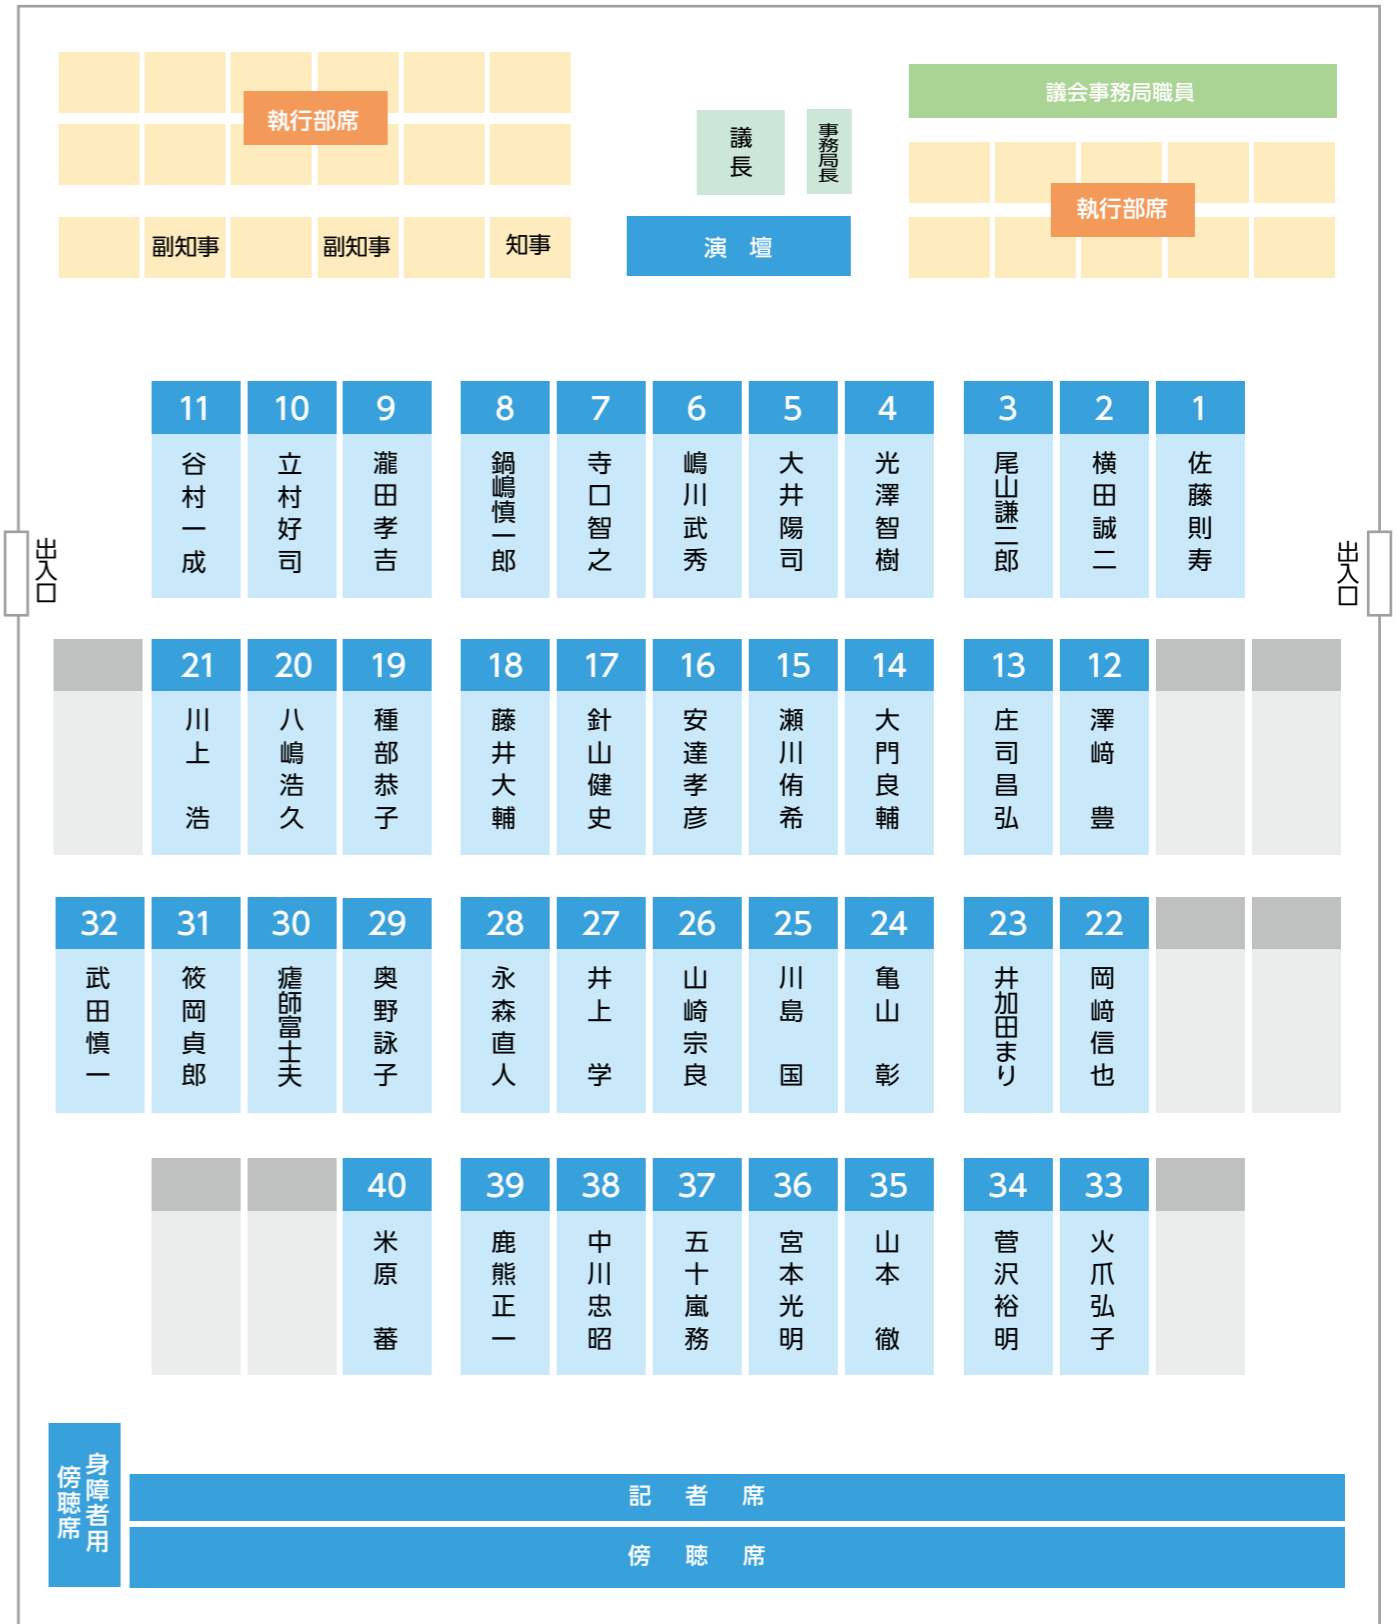 執行部席
議長
事務局長
議会事務局職員
執行部席
副知事
副知事
知事
演壇
11
10
9
8
7
6
5
4
3
2
1
谷村一成
立村好司
瀧田孝吉
鍋嶋慎一郎
寺口智之
嶋川武秀
大井陽司
光澤智樹
尾山謙二郎
横田誠二
佐藤則寿
出入口
出入口
21
20
19
18
17
16
15
14
13
12
川上 浩
八嶋浩久
種部恭子
藤井大輔
針山健史
安達孝彦
瀬川侑希
大門良輔
庄司昌弘
澤﨑 豊
32
31
30
29
28
27
26
25
24
23
22
武田慎一
筱岡貞郎
瘧師富士夫
奥野詠子
永森直人
井上 学
山崎宗良
川島 国
亀山 彰
井加田まり
岡﨑信也
40
39
38
37
36
35
34
33
米原 蕃
鹿熊正一
中川忠昭
五十嵐務
宮本光明
山本 徹
菅沢裕明
火爪弘子
身障者用
傍聴席
記者席
傍聴席